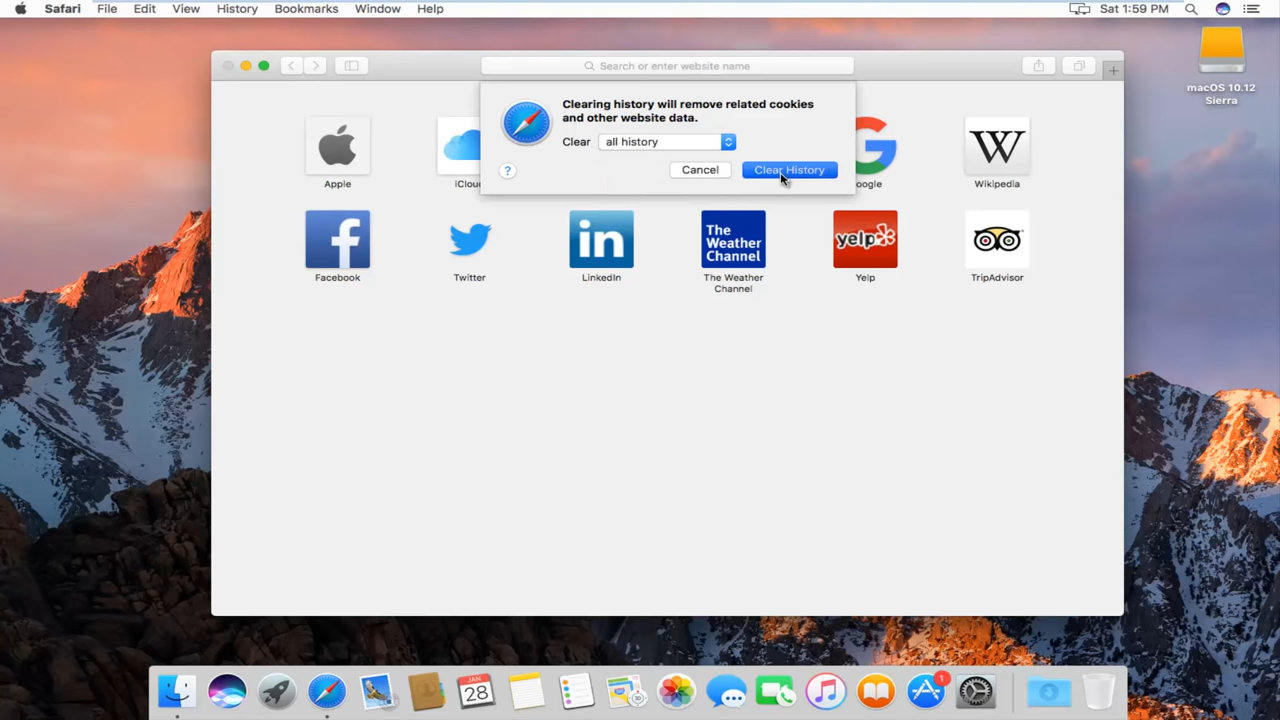 Safari File Edit View History Bookmarks Window Help Sat 1:59 PM
macOS 10.12
Sierra
Search or enter website name
Clearing history will remove related cookies
and other website data.
Clear all history
? Cancel Clear History
Apple iClou oogle Wikipedia
W
f in The Weather Channel yelp
Facebook Twitter LinkedIn The Weather Channel Yelp TripAdvisor
JAN
28
30
1